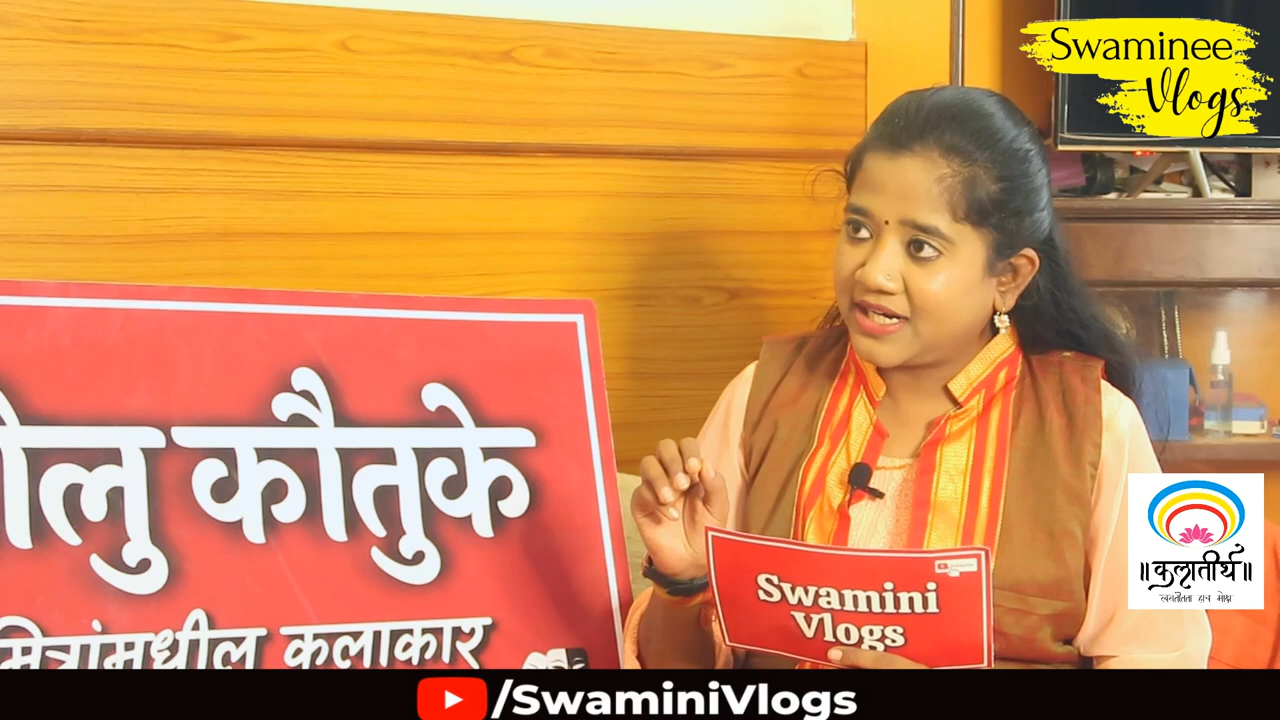 Swaminee
Vlogs
कौतुके
मित्रांमधील कलाकार
Swamini
Vlogs
॥कलातीर्थ॥
/SwaminiVlogs